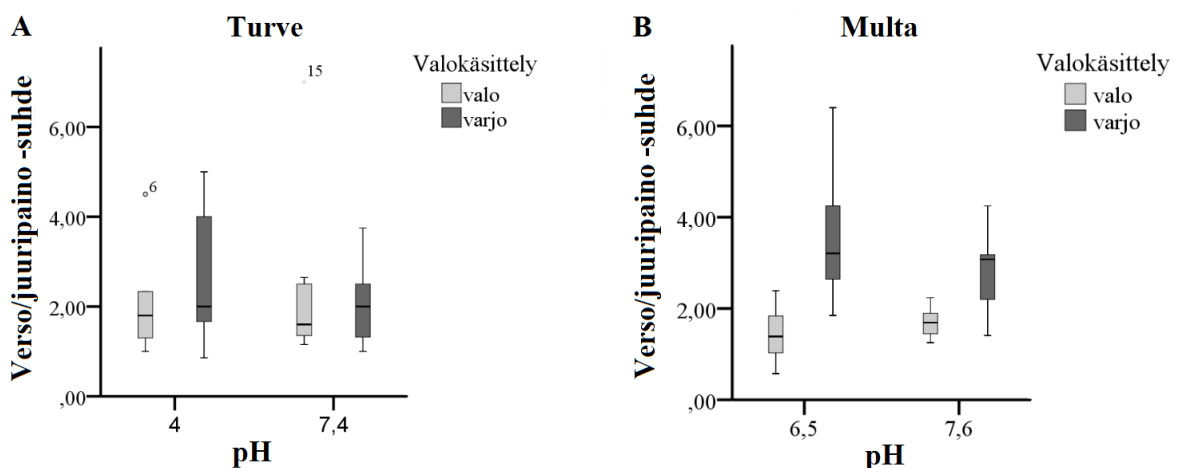 A
Turve
Verso/juuripaino -suhde
6,00
4,00
2,00
,00
6
15
4
7,4
pH
Valokäsittely
valo
varjo
B
Multa
Verso/juuripaino -suhde
6,00
4,00
2,00
,00
6,5
7,6
pH
Valokäsittely
valo
varjo